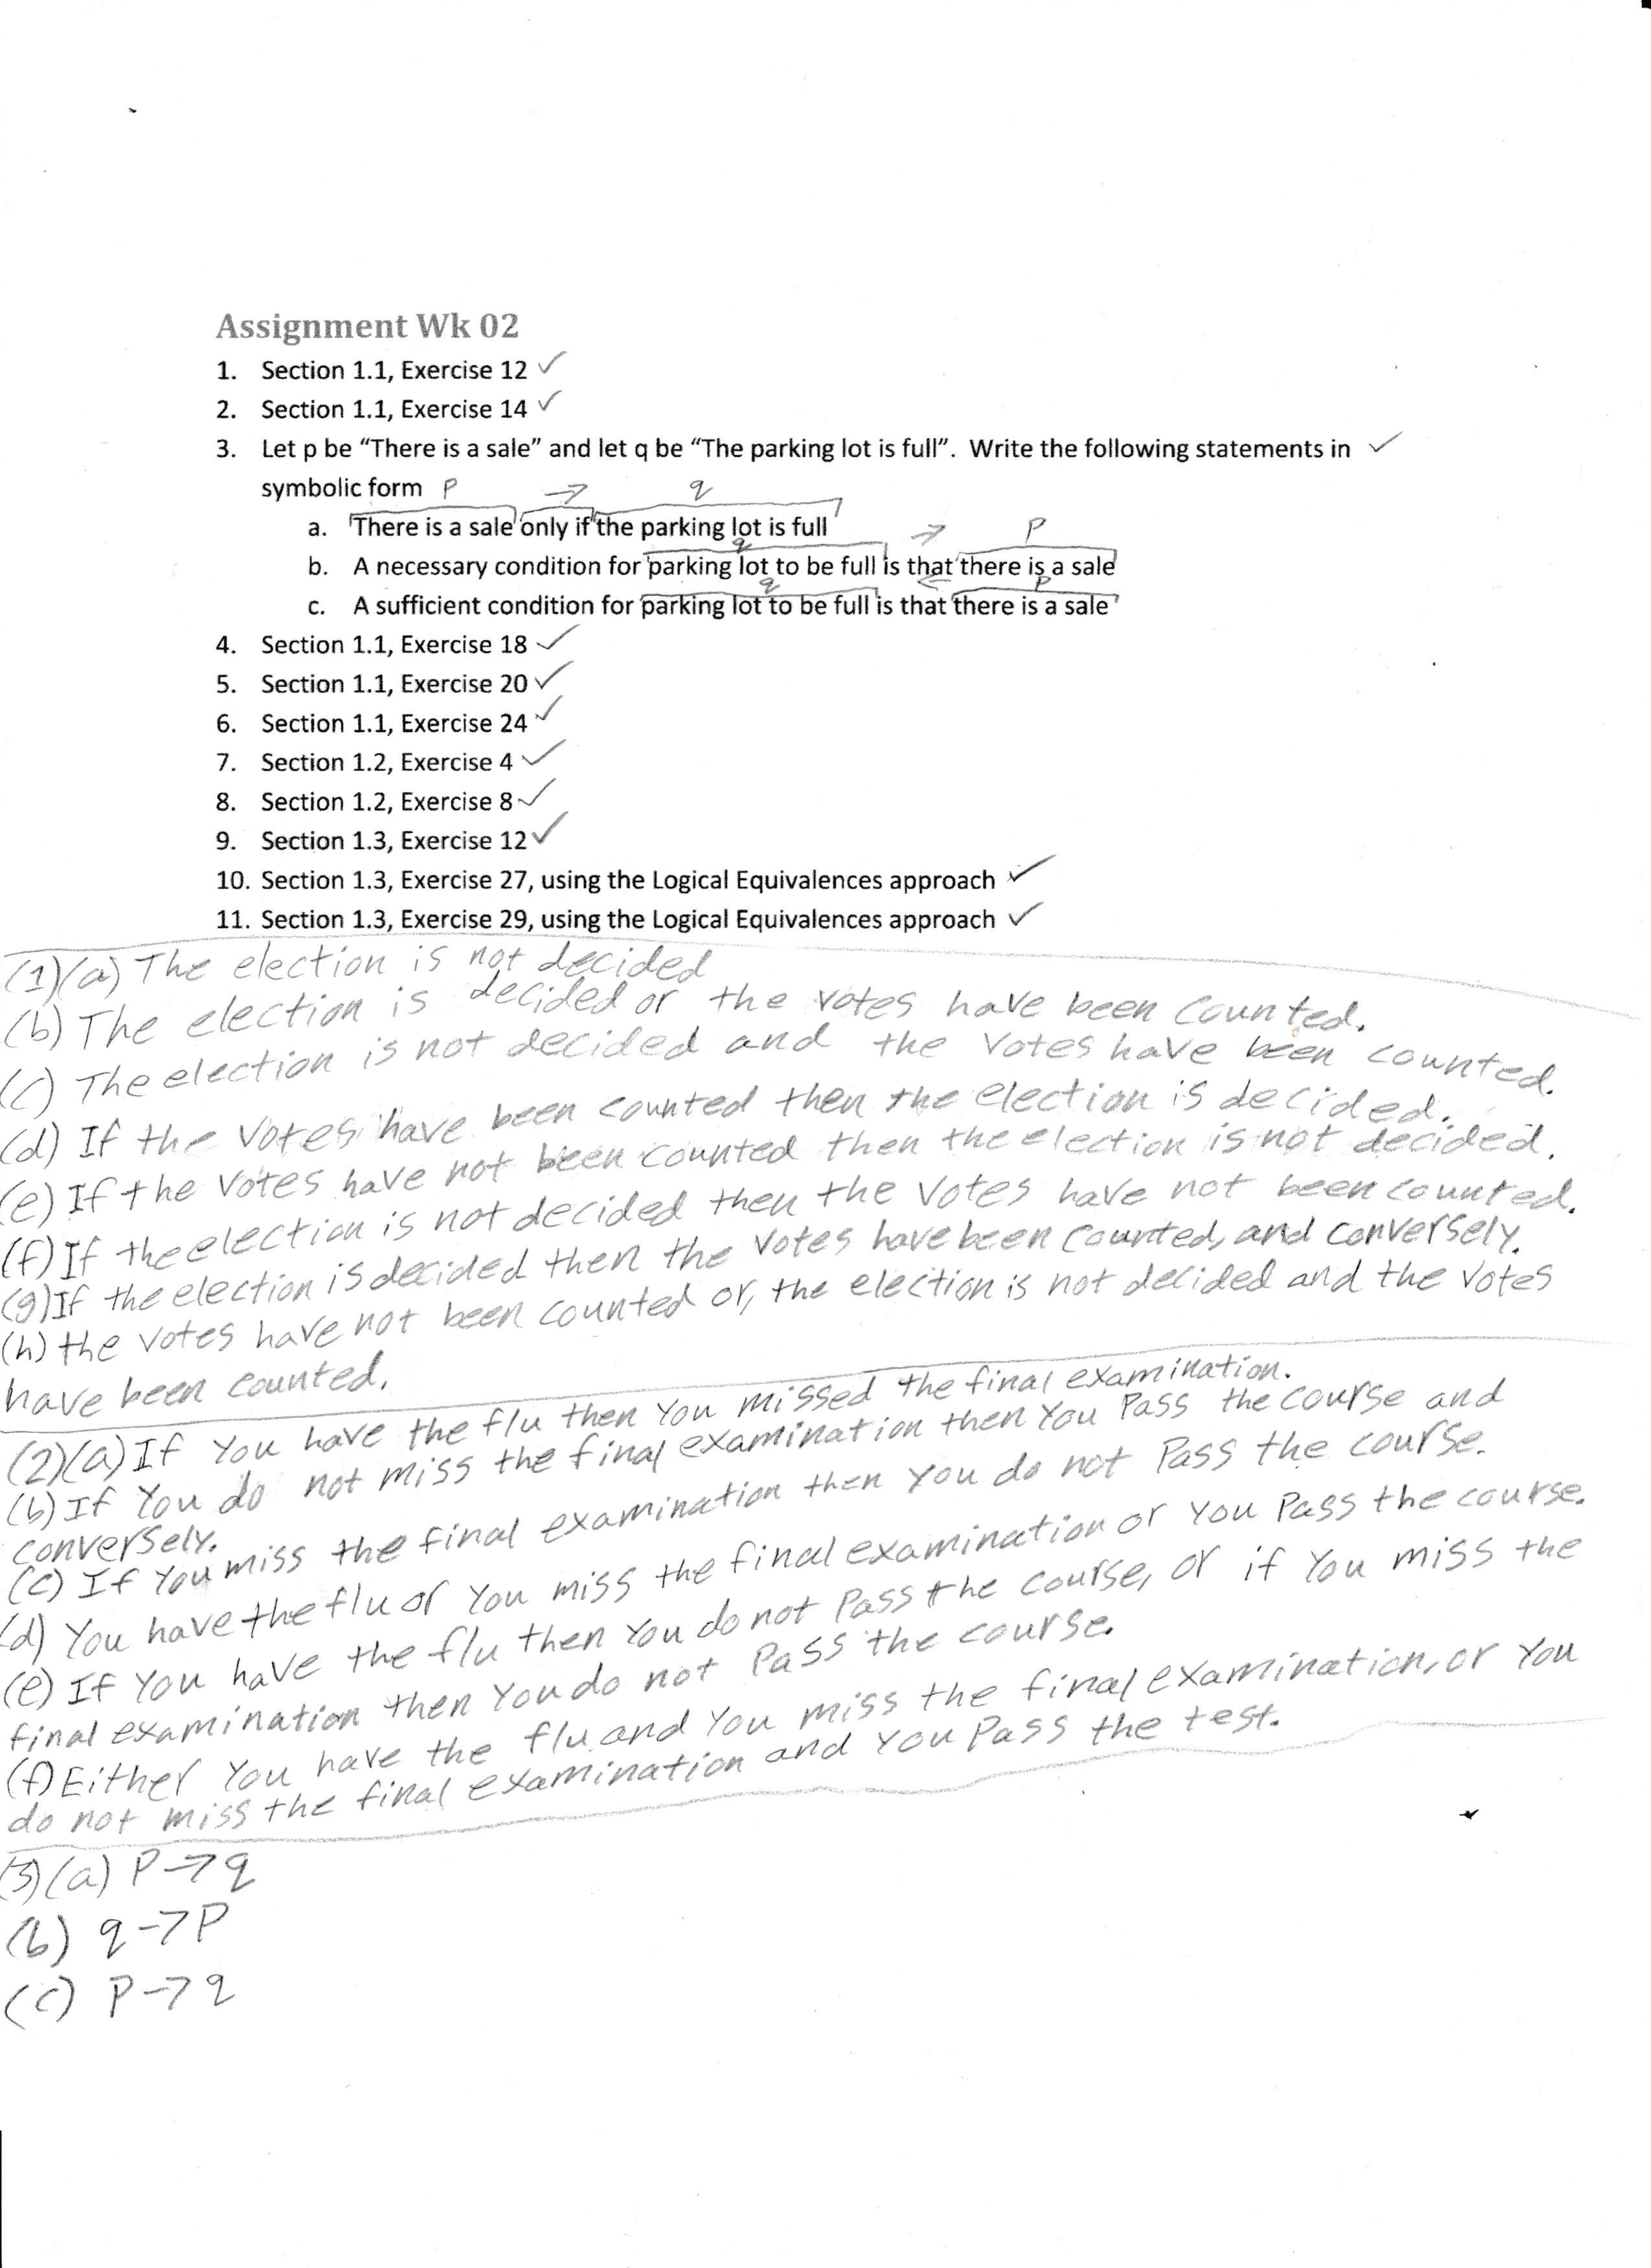 Assignment Wk 02
1. Section 1.1, Exercise 12 ✓
2. Section 1.1, Exercise 14 ✓
3. Let p be “There is a sale” and let q be “The parking lot is full”. Write the following statements in ✓
symbolic form
P → q
a. There is a sale only if the parking lot is full
q → P
b. A necessary condition for parking lot to be full is that there is a sale
q ← P
c. A sufficient condition for parking lot to be full is that there is a sale
4. Section 1.1, Exercise 18 ✓
5. Section 1.1, Exercise 20 ✓
6. Section 1.1, Exercise 24 ✓
7. Section 1.2, Exercise 4 ✓
8. Section 1.2, Exercise 8 ✓
9. Section 1.3, Exercise 12 ✓
10. Section 1.3, Exercise 27, using the Logical Equivalences approach ✓
11. Section 1.3, Exercise 29, using the Logical Equivalences approach ✓
(1)(a) The election is not decided
(b) The election is decided or the votes have been counted.
(c) The election is not decided and the votes have been counted.
(d) If the votes have been counted then the election is decided.
(e) If the votes have not been counted then the election is not decided.
(f) If the election is not decided then the votes have not been counted.
(g) If the election is decided then the votes have been counted, and conversely.
(h) the votes have not been counted or, the election is not decided and the votes
have been counted.
(2)(a) If you have the flu then you missed the final examination.
(b) If you do not miss the final examination then you pass the course and
conversely.
(c) If you miss the final examination then you do not pass the course.
(d) You have the flu or you miss the final examination or you pass the course.
(e) If you have the flu then you do not pass the course, or if you miss the
final examination then you do not pass the course.
(f) Either you have the flu and you miss the final examination, or you
do not miss the final examination and you pass the test.
(3)(a) P→q
(b) q→P
(c) P→q